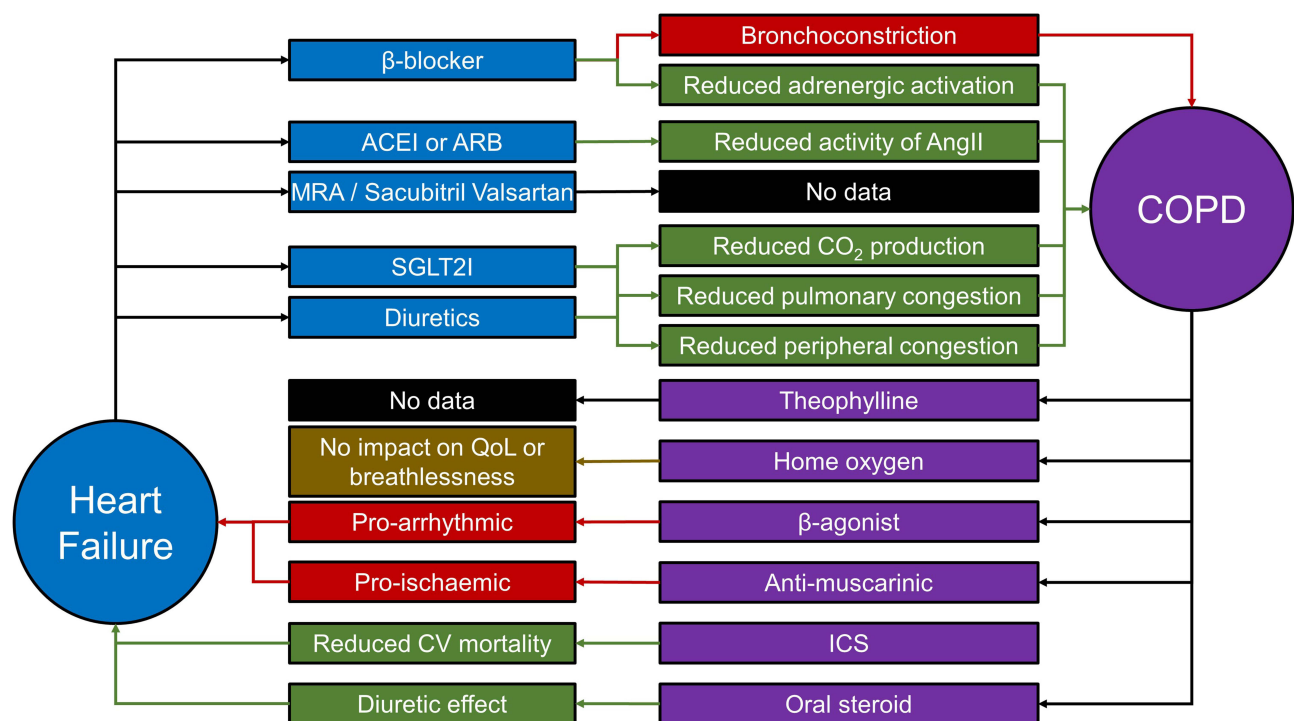 β-blocker
Bronchoconstriction
Reduced adrenergic activation
ACEI or ARB
Reduced activity of AngII
MRA / Sacubitril Valsartan
No data
COPD
SGLT2I
Reduced CO₂ production
Reduced pulmonary congestion
Diuretics
Reduced peripheral congestion
No data
Theophylline
No impact on QoL or
breathlessness
Home oxygen
Heart
Failure
Pro-arrhythmic
β-agonist
Pro-ischaemic
Anti-muscarinic
Reduced CV mortality
ICS
Diuretic effect
Oral steroid